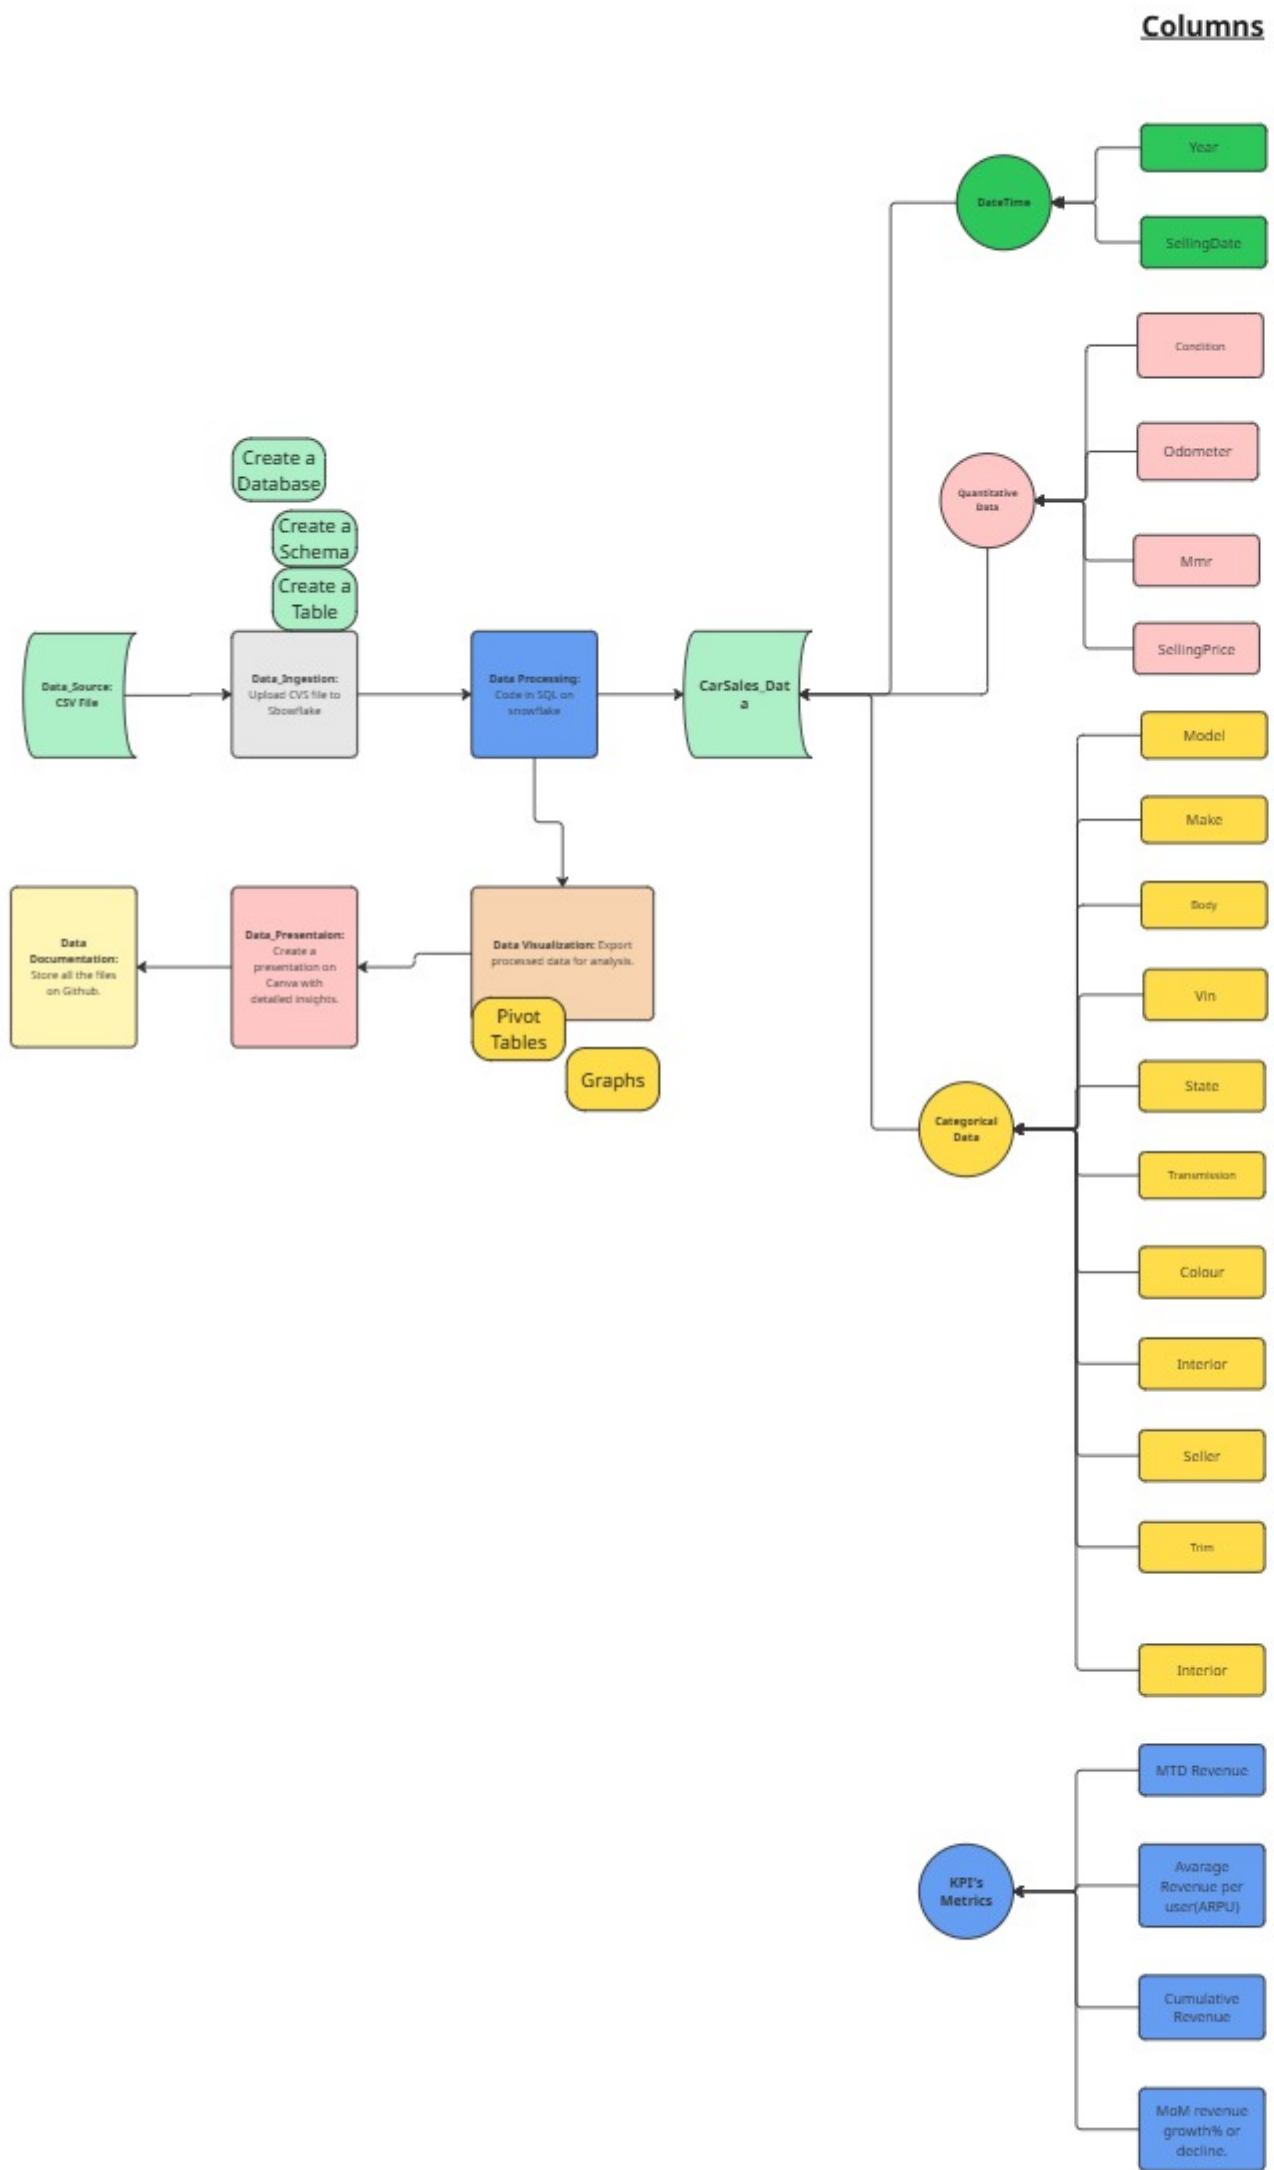 Columns
Year
DateTime
SellingDate
Condition
Odometer
Quantitative
Data
Mmr
SellingPrice
Create a
Database
Create a
Schema
Create a
Table
Data_Source:
CSV File
Data_Ingestion:
Upload CVS file to
Sbowflake
Data Processing:
Code in SQL on
snowflake
CarSales_Dat
a
Model
Make
Body
Vin
State
Transmission
Colour
Interior
Seller
Trim
Interior
Categorical
Data
Data
Documentation:
Store all the files
on Github.
Data_Presentaion:
Create a
presentation on
Canva with
detailed insights.
Data Visualization: Export
processed data for analysis.
Pivot
Tables
Graphs
KPI's
Metrics
MTD Revenue
Avarage
Revenue per
user(ARPU)
Cumulative
Revenue
MoM revenue
growth% or
decline.